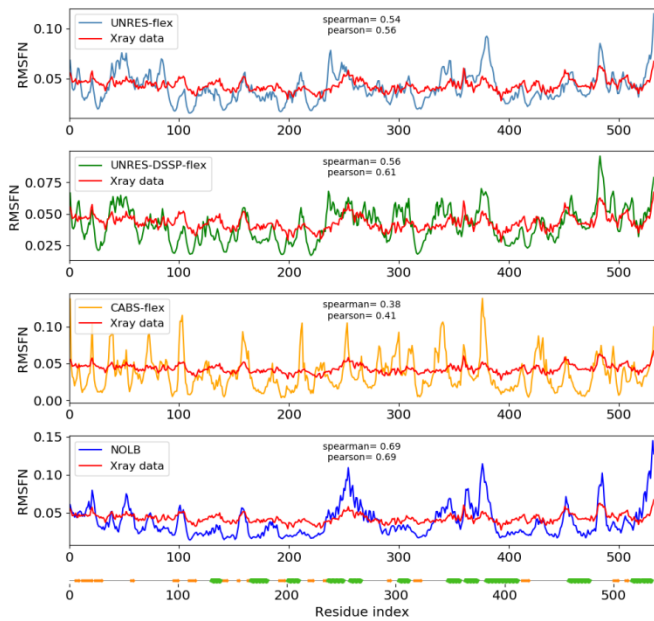 UNRES-flex
Xray data
spearman= 0.54
pearson= 0.56
RMSFN
0.10
0.05
0 100 200 300 400 500
UNRES-DSSP-flex
Xray data
spearman= 0.56
pearson= 0.61
RMSFN
0.075
0.050
0.025
0 100 200 300 400 500
CABS-flex
Xray data
spearman= 0.38
pearson= 0.41
RMSFN
0.10
0.05
0.00
0 100 200 300 400 500
NOLB
Xray data
spearman= 0.69
pearson= 0.69
RMSFN
0.15
0.10
0.05
0 100 200 300 400 500
0 100 200 300 400 500
Residue index